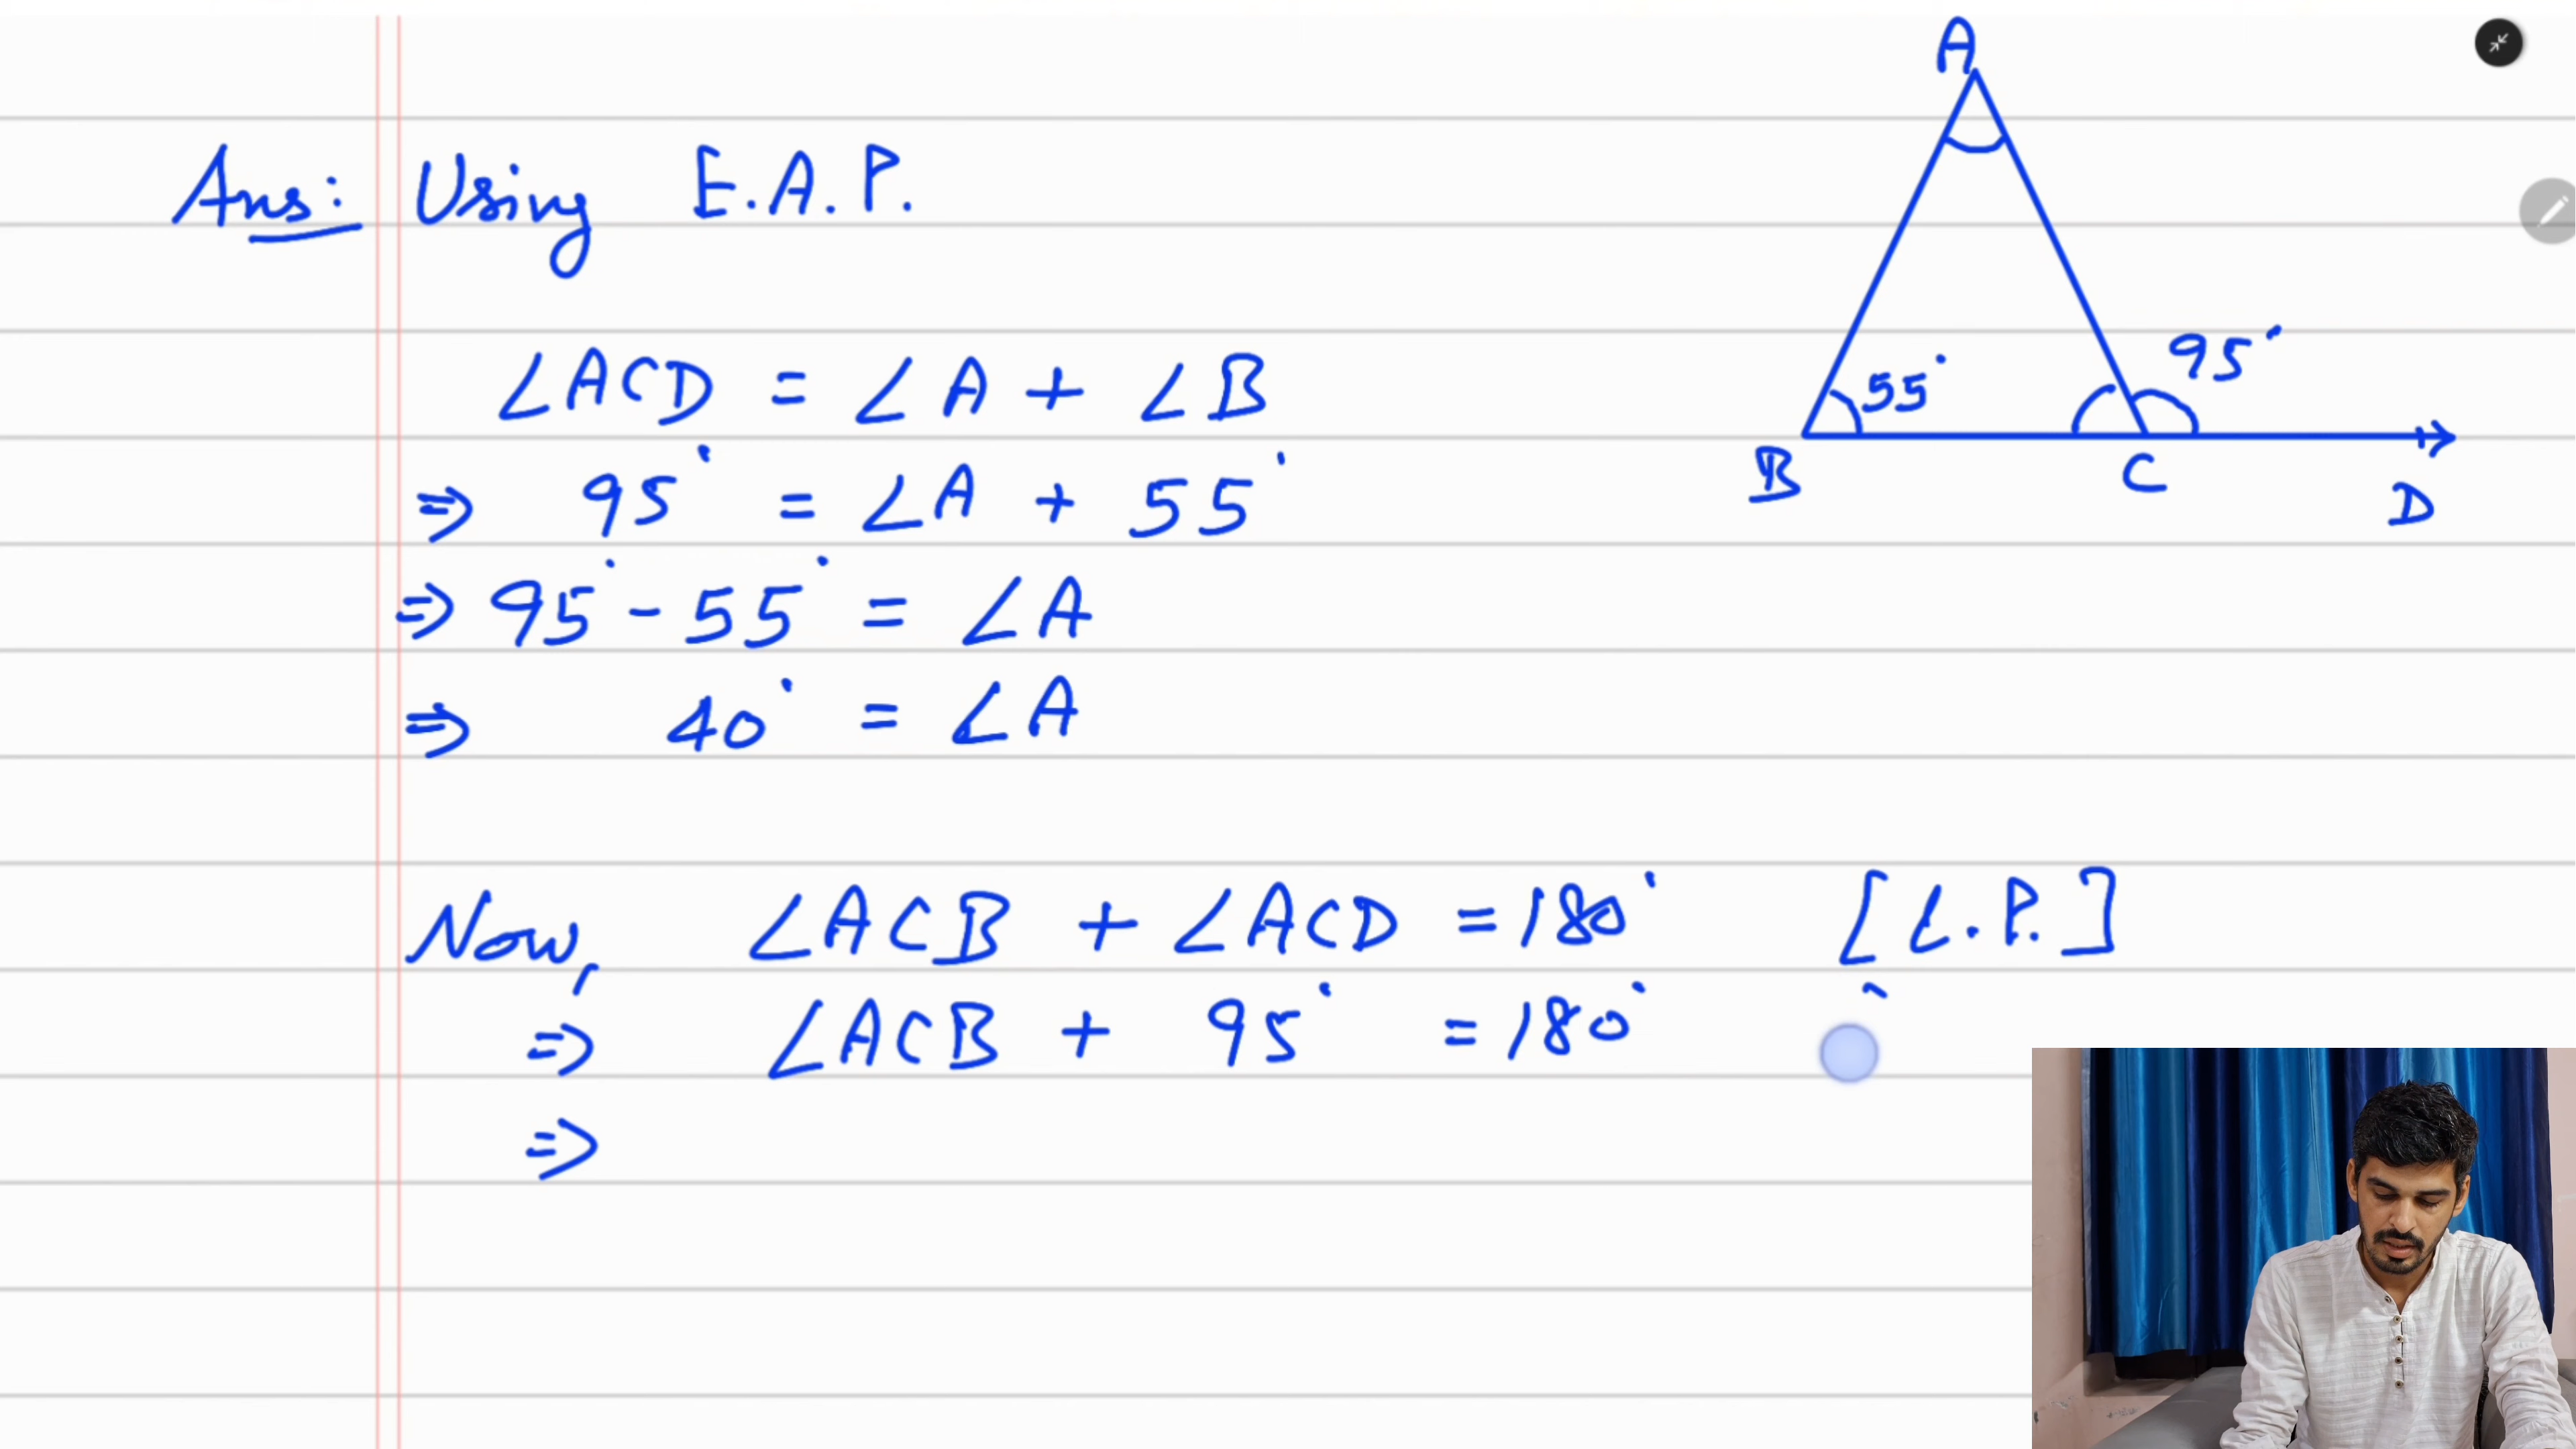 A
Ans: Using E.A.P.
∠ACD = ∠A + ∠B
95°
55°
⇒ 95° = ∠A + 55°
B C D
⇒ 95° - 55° = ∠A
⇒ 40° = ∠A
Now, ∠ACB + ∠ACD = 180° [L.P.]
⇒ ∠ACB + 95° = 180°
⇒